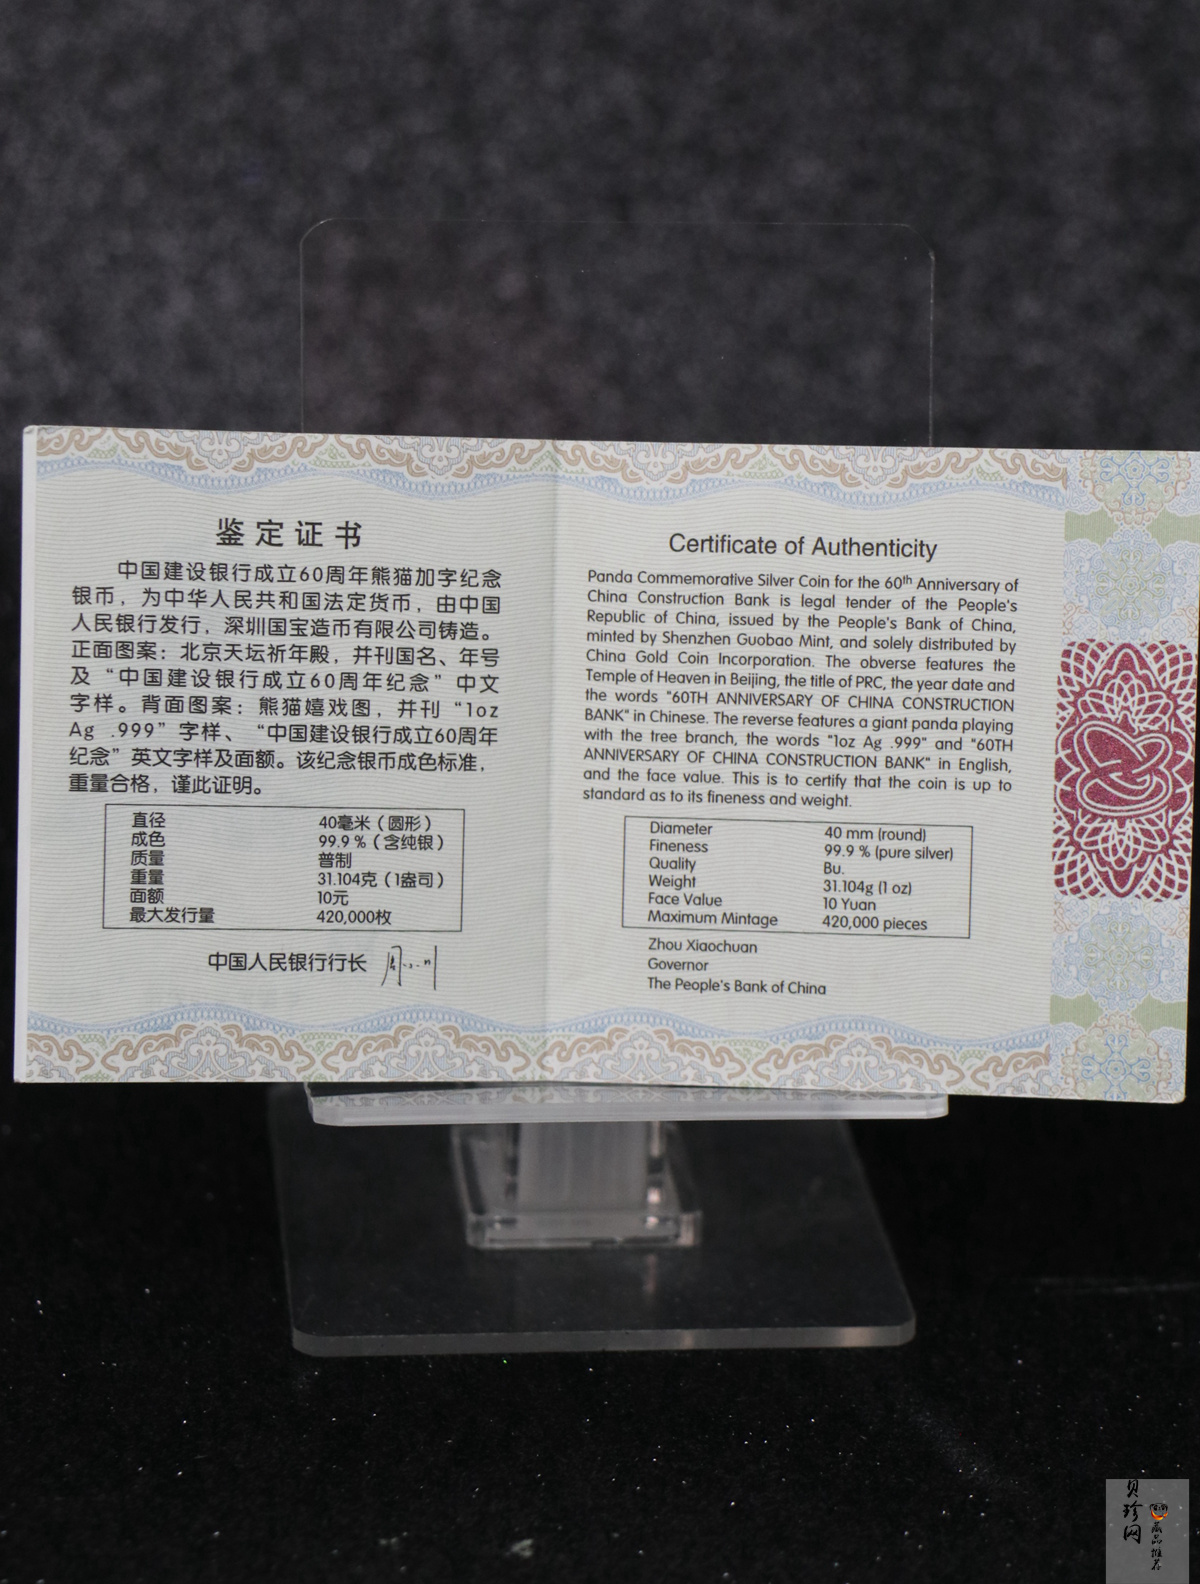 鉴定证书
中国建设银行成立60周年熊猫加字纪念
银币，为中华人民共和国法定货币，由中国
人民银行发行，深圳国宝造币有限公司铸造。
正面图案：北京天坛祈年殿，并刊国名、年号
及“中国建设银行成立60周年纪念”中文
字样。背面图案：熊猫嬉戏图，并刊“1oz
Ag .999”字样、“中国建设银行成立60周年
纪念”英文字样及面额。该纪念银币成色标准，
重量合格，谨此证明。
直径 40毫米（圆形）
成色 99.9％（含纯银）
质量 普制
重量 31.104克（1盎司）
面额 10元
最大发行量 420,000枚
中国人民银行行长
Certificate of Authenticity
Panda Commemorative Silver Coin for the 60th Anniversary of
China Construction Bank is legal tender of the People's
Republic of China, issued by the People's Bank of China,
minted by Shenzhen Guobao Mint, and solely distributed by
China Gold Coin Incorporation. The obverse features the
Temple of Heaven in Beijing, the title of PRC, the year date and
the words "60TH ANNIVERSARY OF CHINA CONSTRUCTION
BANK" in Chinese. The reverse features a giant panda playing
with the tree branch, the words "1oz Ag .999" and "60TH
ANNIVERSARY OF CHINA CONSTRUCTION BANK" in English,
and the face value. This is to certify that the coin is up to
standard as to its fineness and weight.
Diameter 40 mm (round)
Fineness 99.9 % (pure silver)
Quality Bu.
Weight 31.104g (1 oz)
Face Value 10 Yuan
Maximum Mintage 420,000 pieces
Zhou Xiaochuan
Governor
The People's Bank of China
贝珍网
藏品推荐